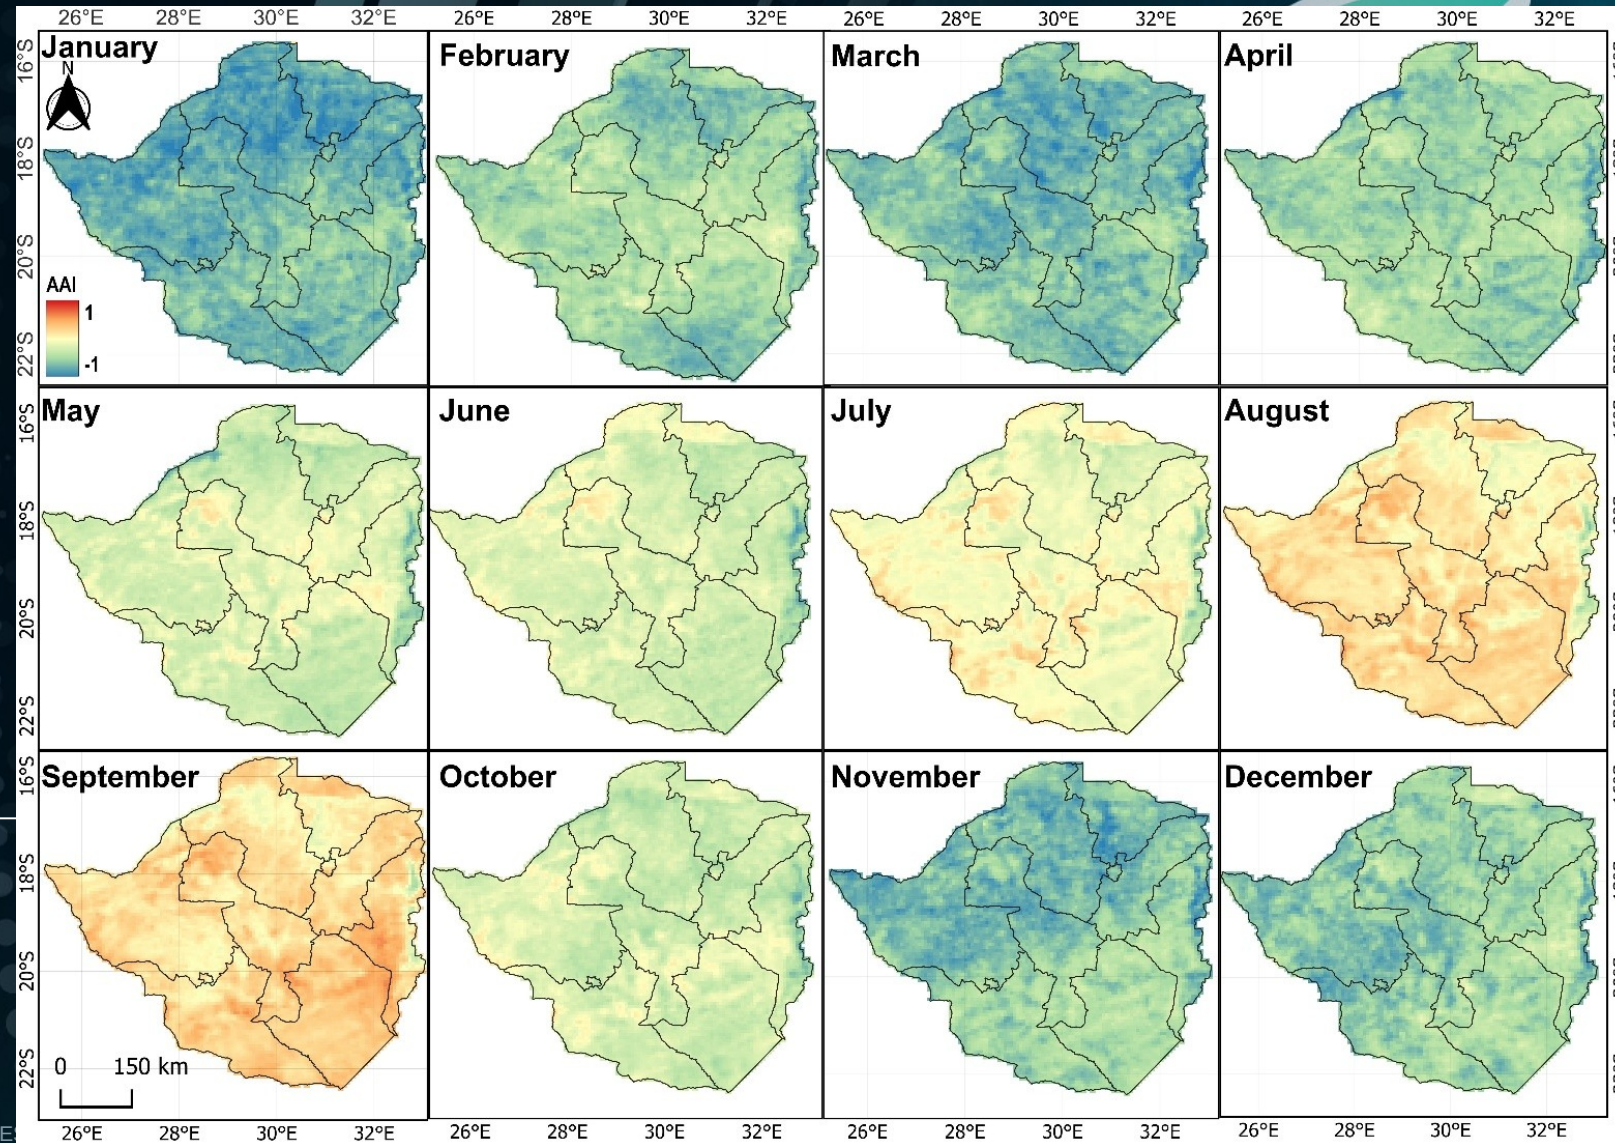 26°E 28°E 30°E 32°E 26°E 28°E 30°E 32°E 26°E 28°E 30°E 32°E 26°E 28°E 30°E 32°E
January February March April
N
16°S
18°S
20°S
22°S
AAI
1
-1
May June July August
16°S
18°S
20°S
22°S
September October November December
16°S
18°S
20°S
22°S
0 150 km
26°E 28°E 30°E 32°E 26°E 28°E 30°E 32°E 26°E 28°E 30°E 32°E 26°E 28°E 30°E 32°E